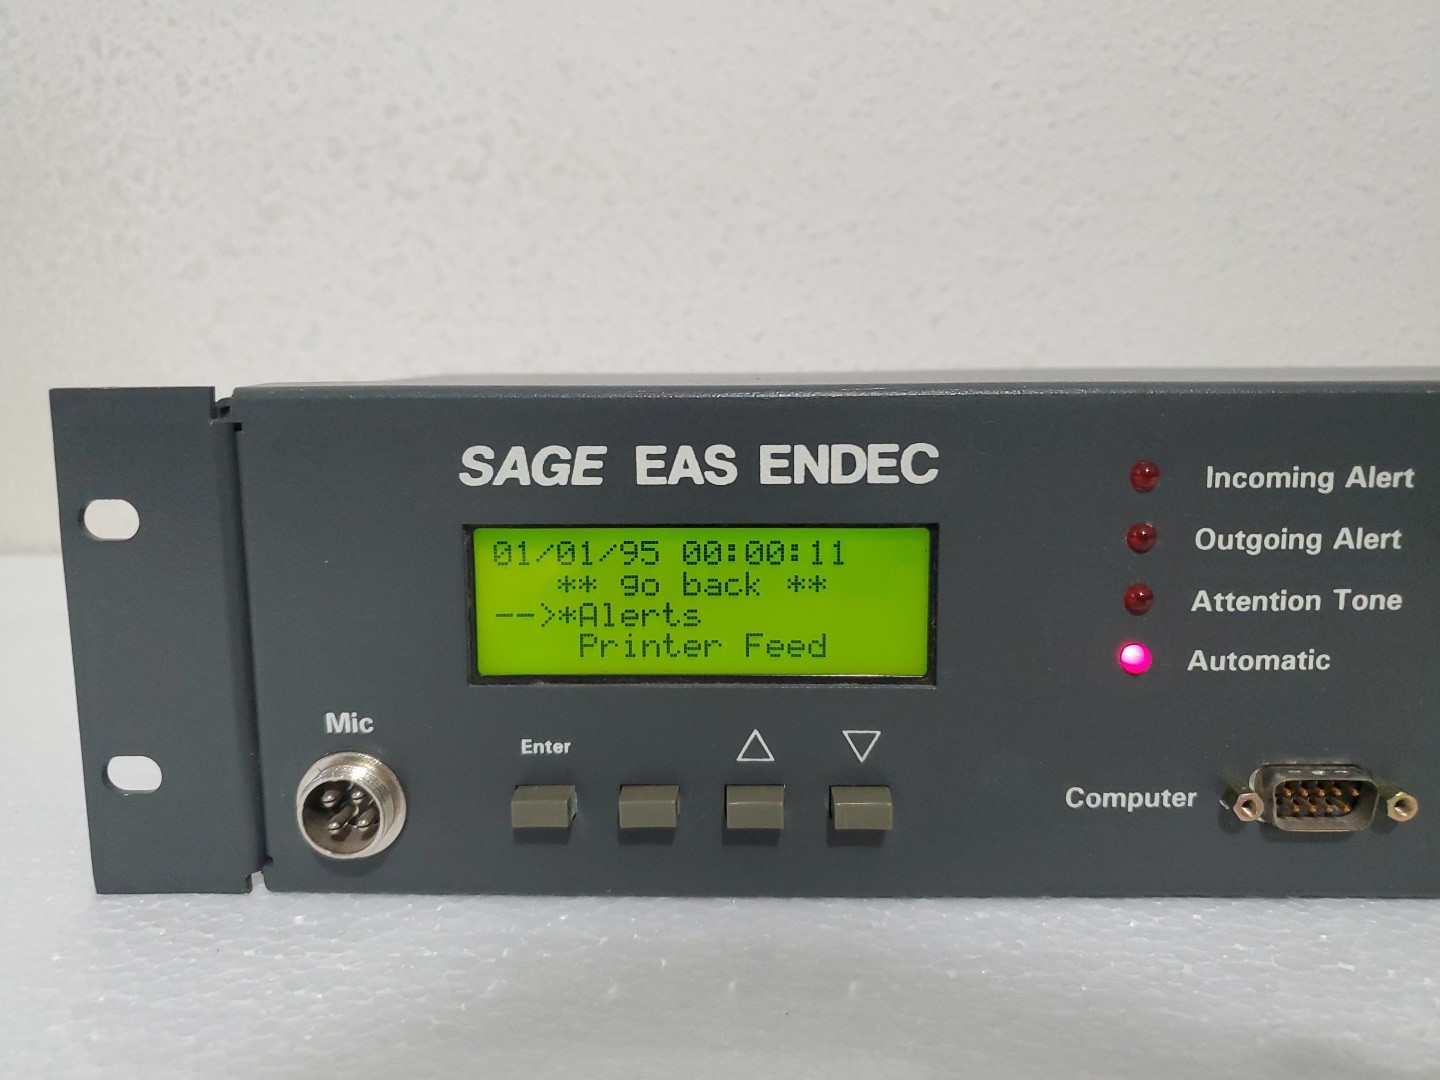 SAGE EAS ENDEC
01/01/95 00:00:11
** go back **
-->*Alerts
Printer Feed
Incoming Alert
Outgoing Alert
Attention Tone
Automatic
Mic
Enter
Computer